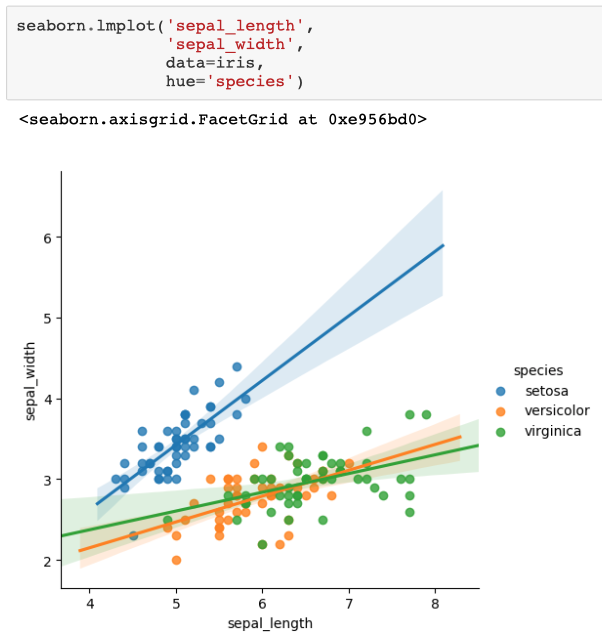 seaborn.lmplot('sepal_length',
'sepal_width',
data=iris,
hue='species')
<seaborn.axisgrid.FacetGrid at 0xe956bd0>
6
5
4
3
2
sepal_width
4
5
6
7
8
sepal_length
species
setosa
versicolor
virginica